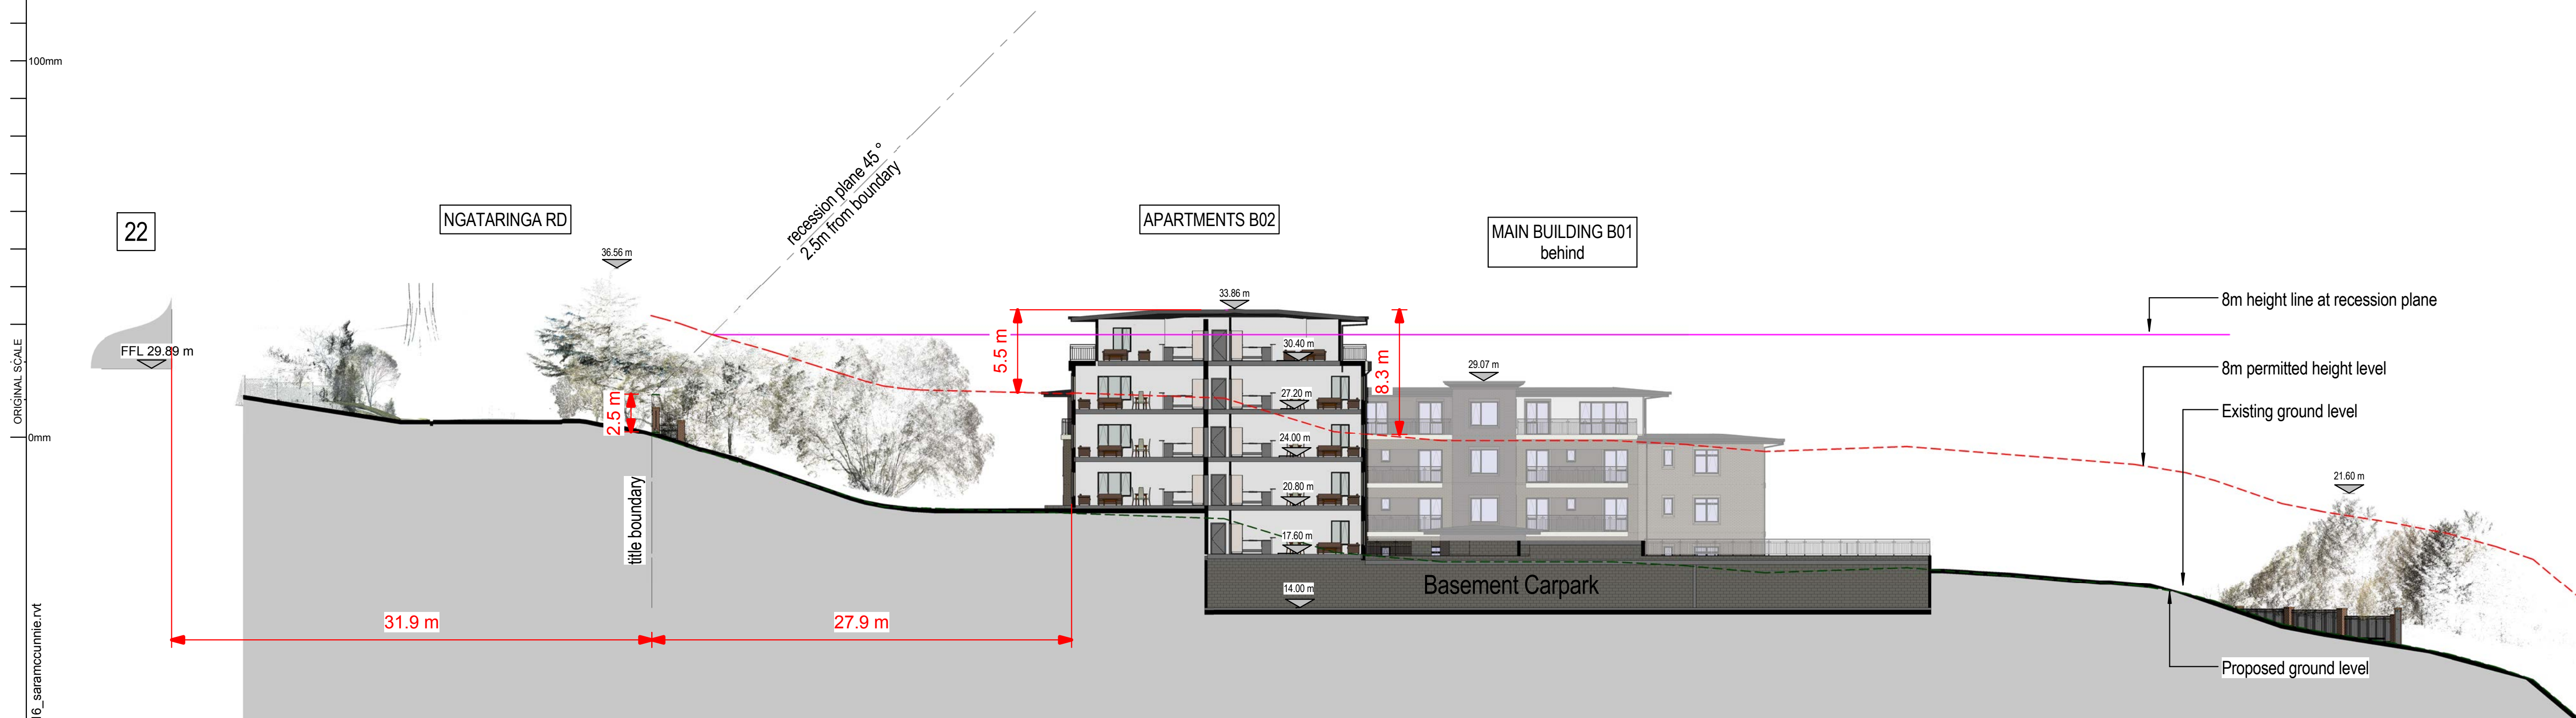 100mm
ORIGINAL SCALE
0mm
16_saramccunnie.rvt
22
FFL 29.89 m
NGATARINGA RD
36.56 m
2.5 m
title boundary
31.9 m
27.9 m
recession plane 45 °
2.5m from boundary
APARTMENTS B02
33.86 m
5.5 m
8.3 m
30.40 m
27.20 m
24.00 m
20.80 m
17.60 m
14.00 m
Basement Carpark
MAIN BUILDING B01
behind
29.07 m
8m height line at recession plane
8m permitted height level
Existing ground level
21.60 m
Proposed ground level